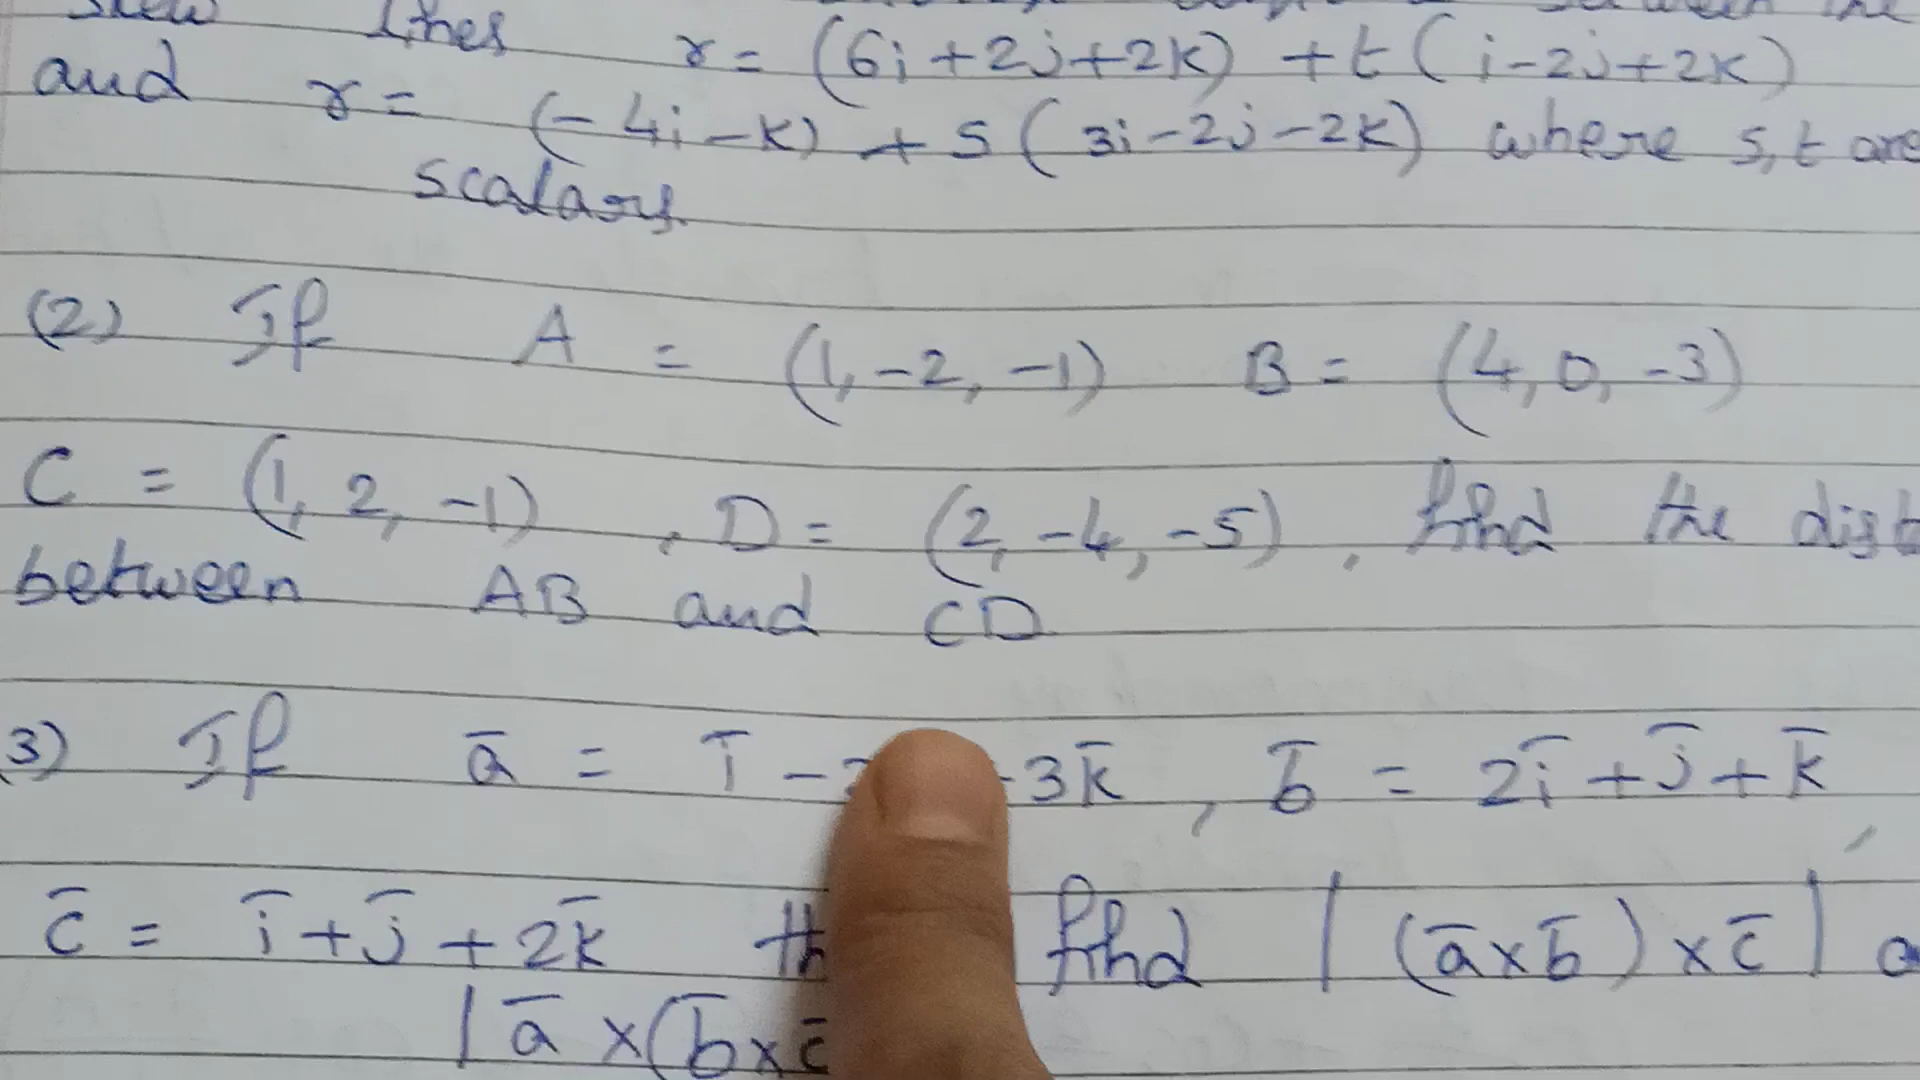 lines r = (6i+2j+2k) + t ( i-2j+2k)
and r = (-4i-k) + s ( 3i-2j-2k) where s, t are
scalars.
(2) If A = (1, -2, -1) B = (4, 0, -3)
C = (1, 2, -1) , D = (2, -4, -5) . find the dist
between AB and CD
3) If a̅ = i̅ - 3k̅ , b̅ = 2i̅ + j̅ + k̅ ,
c̅ = i̅ + j̅ + 2k̅ find | (a̅ x b̅ ) x c̅ |
| a̅ x ( b̅ x c̅